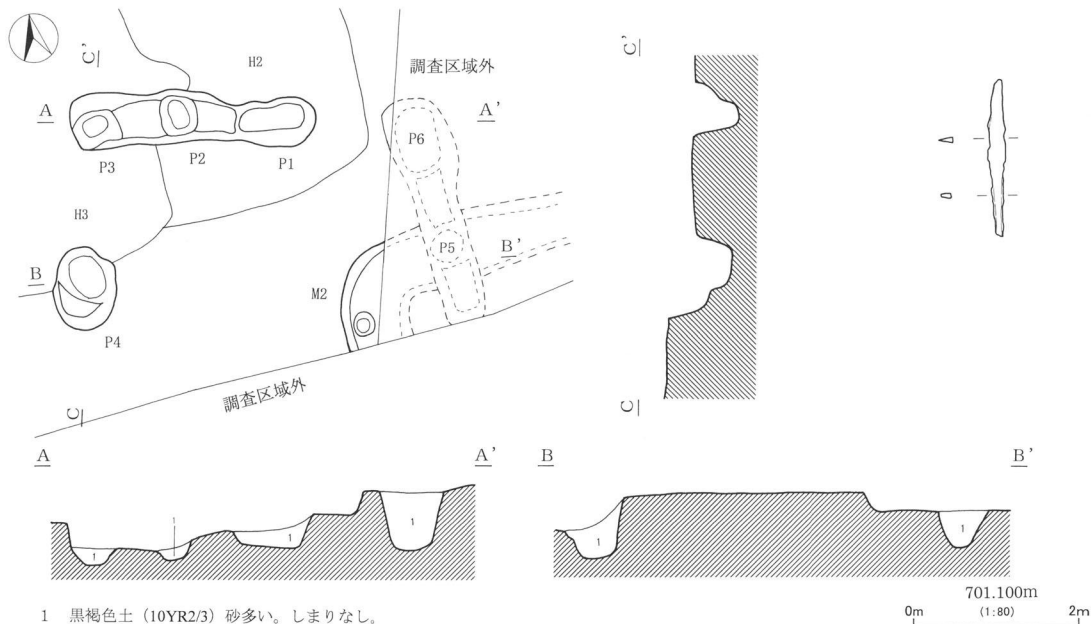 C'
H2
調査区域外
A
A'
P6
P3
P2
P1
H3
P5
B'
B
M2
P4
調査区域外
C
C'
C
A
A'
B
B'
1
1
1
1
1
1
701.100m
1 黒褐色土（10YR2/3）砂多い。しまりなし。
0m (1:80) 2m